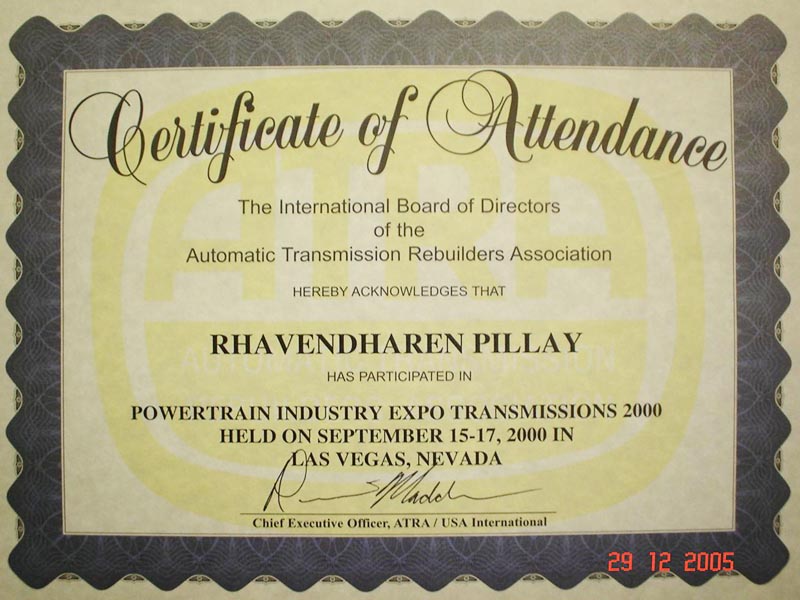 Certificate of Attendance
The International Board of Directors
of the
Automatic Transmission Rebuilders Association
HEREBY ACKNOWLEDGES THAT
RHAVENDHAREN PILLAY
HAS PARTICIPATED IN
POWERTRAIN INDUSTRY EXPO TRANSMISSIONS 2000
HELD ON SEPTEMBER 15-17, 2000 IN
LAS VEGAS, NEVADA
Chief Executive Officer, ATRA / USA International
ATRA
29 12 2005